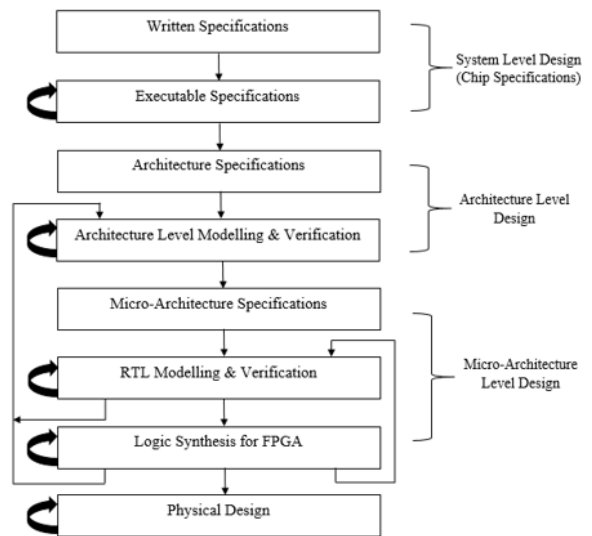 Written Specifications
System Level Design
(Chip Specifications)
Executable Specifications
Architecture Specifications
Architecture Level
Design
Architecture Level Modelling & Verification
Micro-Architecture Specifications
Micro-Architecture
Level Design
RTL Modelling & Verification
Logic Synthesis for FPGA
Physical Design